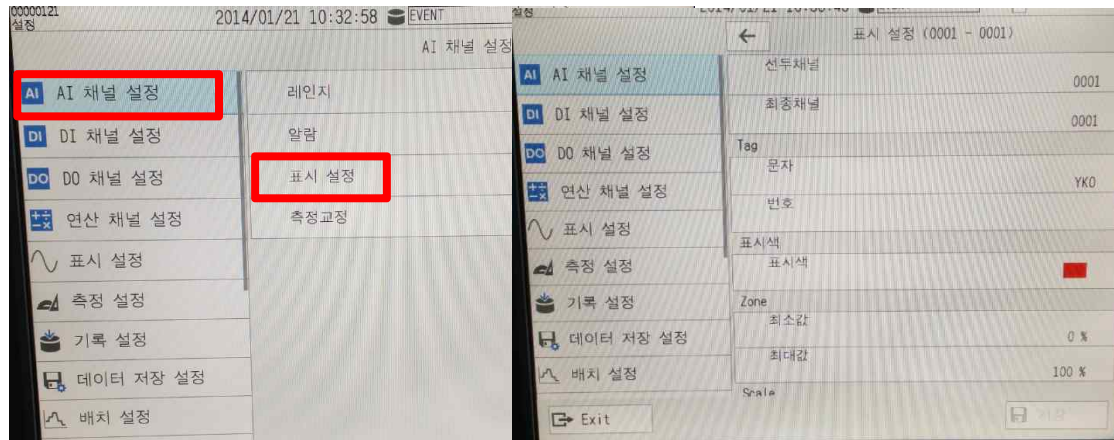 00000121
설정
2014/01/21 10:32:58
EVENT
AI 채널 설정
AI AI 채널 설정
DI DI 채널 설정
DO DO 채널 설정
연산 채널 설정
표시 설정
측정 설정
기록 설정
데이터 저장 설정
배치 설정
레인지
알람
표시 설정
측정교정
설정
표시 설정 (0001 - 0001)
AI AI 채널 설정
DI DI 채널 설정
DO DO 채널 설정
연산 채널 설정
표시 설정
측정 설정
기록 설정
데이터 저장 설정
배치 설정
Exit
선두채널
0001
최종채널
0001
Tag
문자
YKO
번호
표시색
표시색
Zone
최소값
0 %
최대값
100 %
Scale
저장